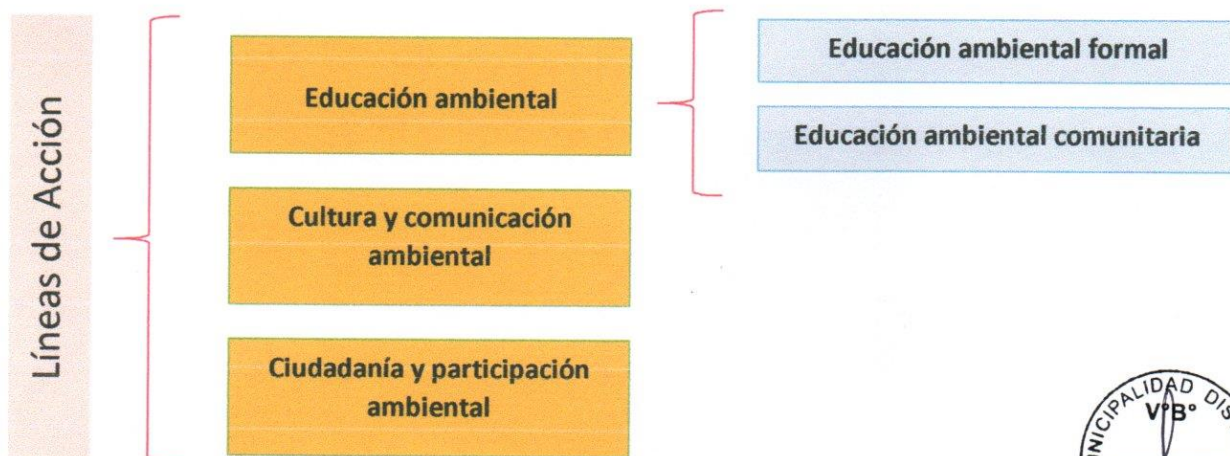 Líneas de Acción
Educación ambiental
Cultura y comunicación
ambiental
Ciudadanía y participación
ambiental
Educación ambiental formal
Educación ambiental comunitaria
V°B°